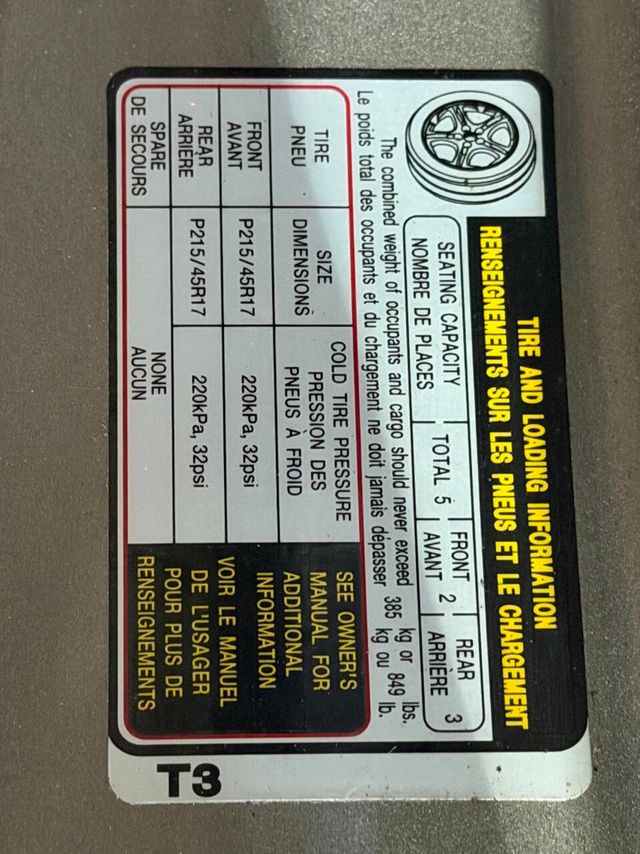 TIRE AND LOADING INFORMATION
RENSEIGNEMENTS SUR LES PNEUS ET LE CHARGEMENT
SEATING CAPACITY
NOMBRE DE PLACES
TOTAL 5
FRONT
AVANT 2
REAR
ARRIÈRE 3
The combined weight of occupants and cargo should never exceed 385 kg or 849 lbs.
Le poids total des occupants et du chargement ne doit jamais dépasser 385 kg ou 849 lb.
TIRE
PNEU
SIZE
DIMENSIONS
COLD TIRE PRESSURE
PRESSION DES
PNEUS À FROID
FRONT
AVANT
P215/45R17
220kPa, 32psi
REAR
ARRIÈRE
P215/45R17
220kPa, 32psi
SPARE
DE SECOURS
NONE
AUCUN
SEE OWNER'S
MANUAL FOR
ADDITIONAL
INFORMATION
VOIR LE MANUEL
DE L'USAGER
POUR PLUS DE
RENSEIGNEMENTS
T3